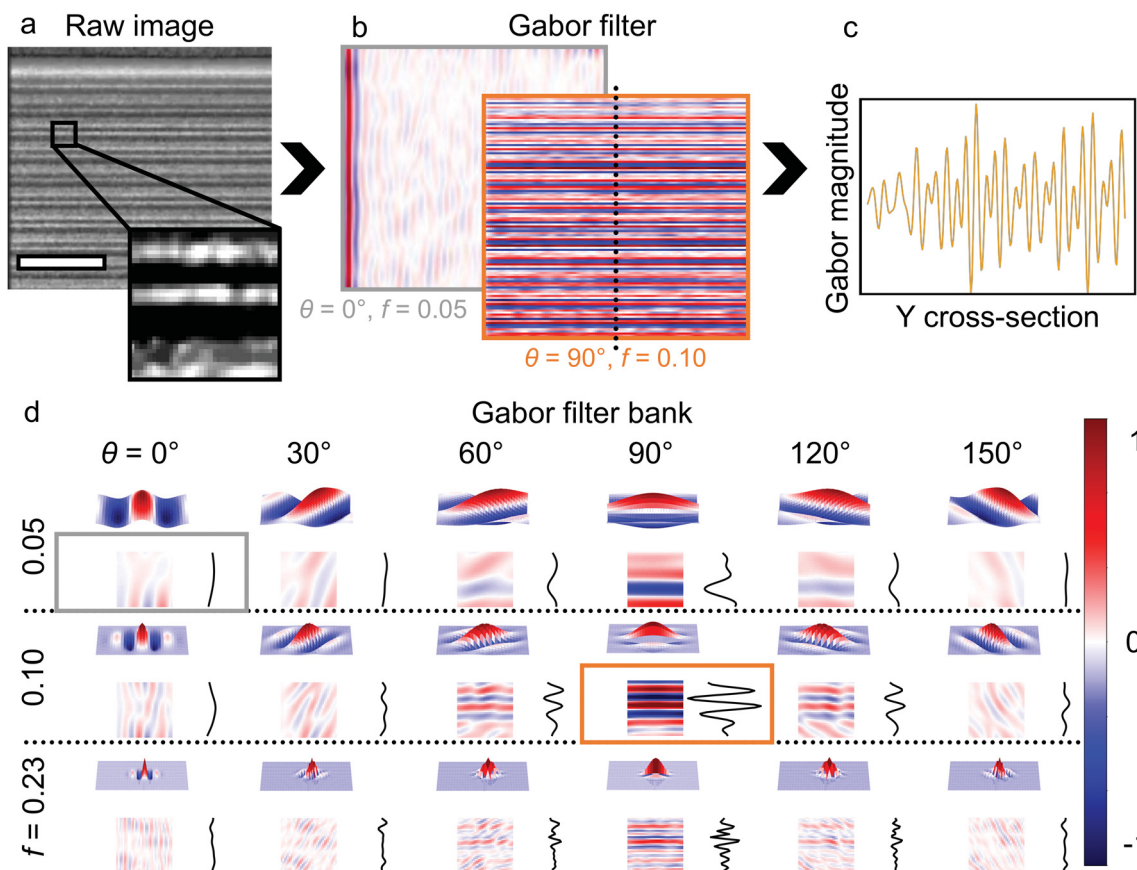 a Raw image
b Gabor filter
c
θ = 0°, f = 0.05
θ = 90°, f = 0.10
Gabor magnitude
Y cross-section
d Gabor filter bank
θ = 0° 30° 60° 90° 120° 150°
0.05
0.10
f = 0.23
1
0
-1